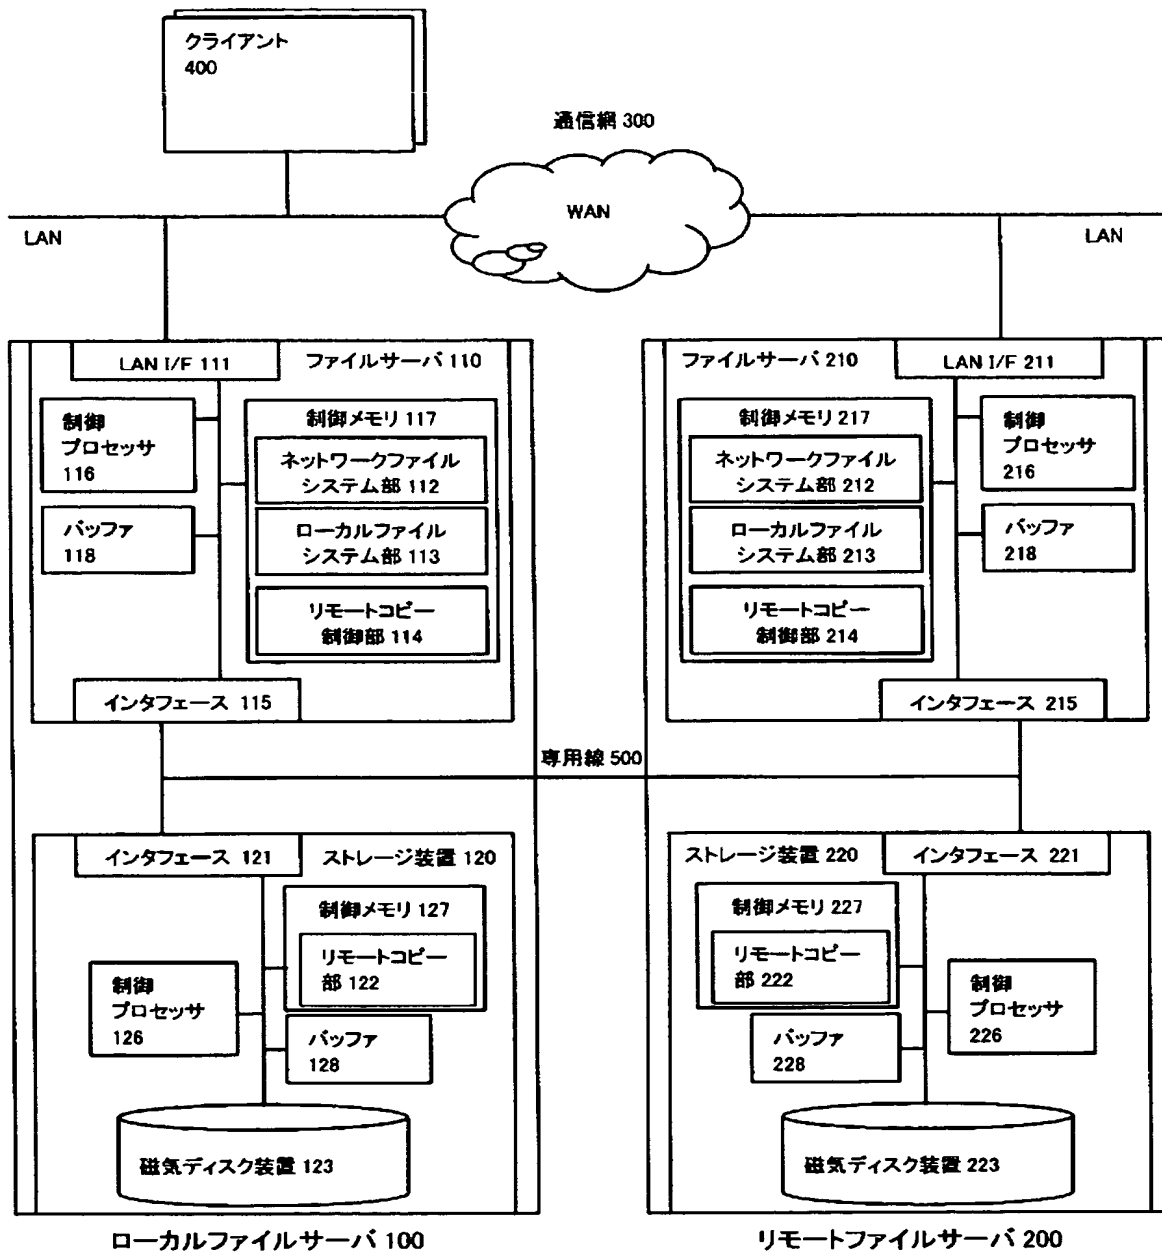 クライアント
400
通信網 300
WAN
LAN
LAN
LAN I/F 111
ファイルサーバ 110
制御
プロセッサ
116
バッファ
118
制御メモリ 117
ネットワークファイル
システム部 112
ローカルファイル
システム部 113
リモートコピー
制御部 114
インタフェース 115
ファイルサーバ 210
LAN I/F 211
制御メモリ 217
ネットワークファイル
システム部 212
ローカルファイル
システム部 213
リモートコピー
制御部 214
制御
プロセッサ
216
バッファ
218
インタフェース 215
専用線 500
インタフェース 121
ストレージ装置 120
制御メモリ 127
リモートコピー
部 122
制御
プロセッサ
126
バッファ
128
磁気ディスク装置 123
ストレージ装置 220
インタフェース 221
制御メモリ 227
リモートコピー
部 222
制御
プロセッサ
226
バッファ
228
磁気ディスク装置 223
ローカルファイルサーバ 100
リモートファイルサーバ 200